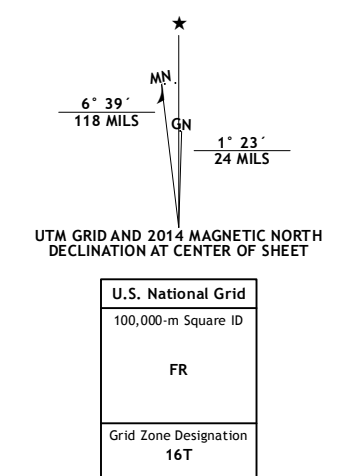 ★
MN
6° 39´
118 MILS
GN
1° 23´
24 MILS
UTM GRID AND 2014 MAGNETIC NORTH
DECLINATION AT CENTER OF SHEET
U.S. National Grid
100,000-m Square ID
FR
Grid Zone Designation
16T